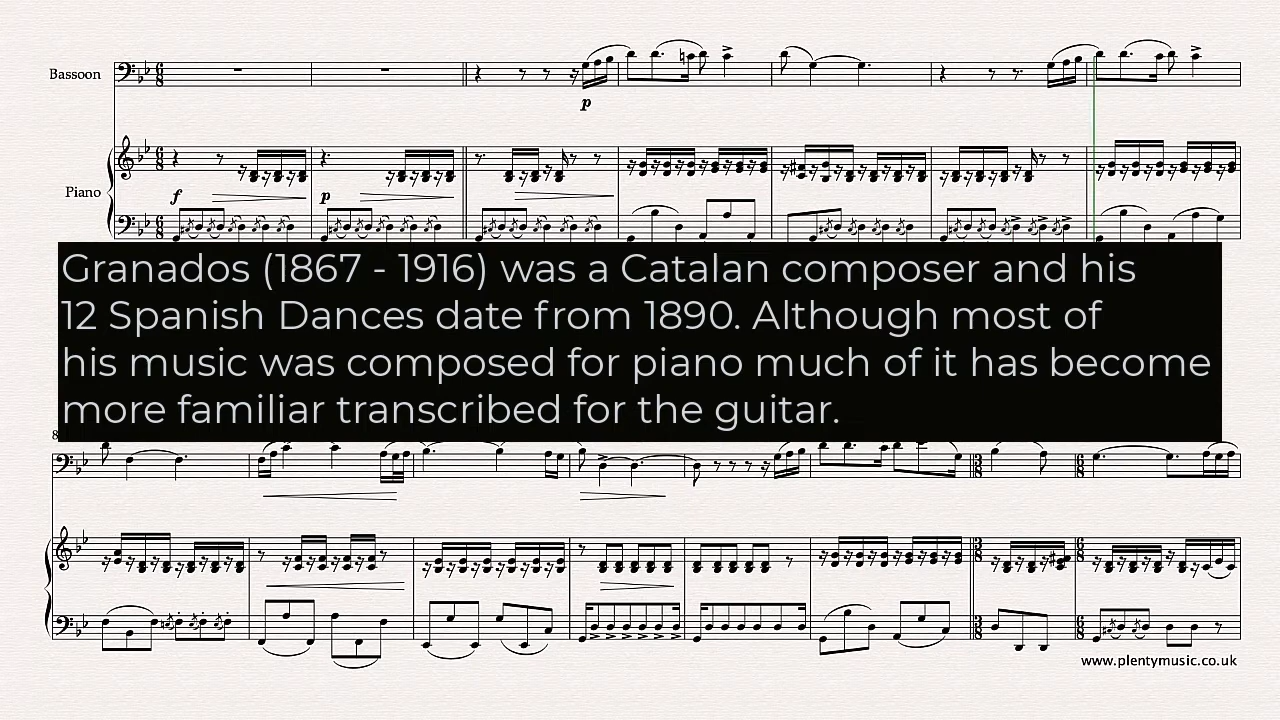 Bassoon
p
Piano
f
p
Granados (1867 - 1916) was a Catalan composer and his
12 Spanish Dances date from 1890. Although most of
his music was composed for piano much of it has become
more familiar transcribed for the guitar.
8
www.plentymusic.co.uk